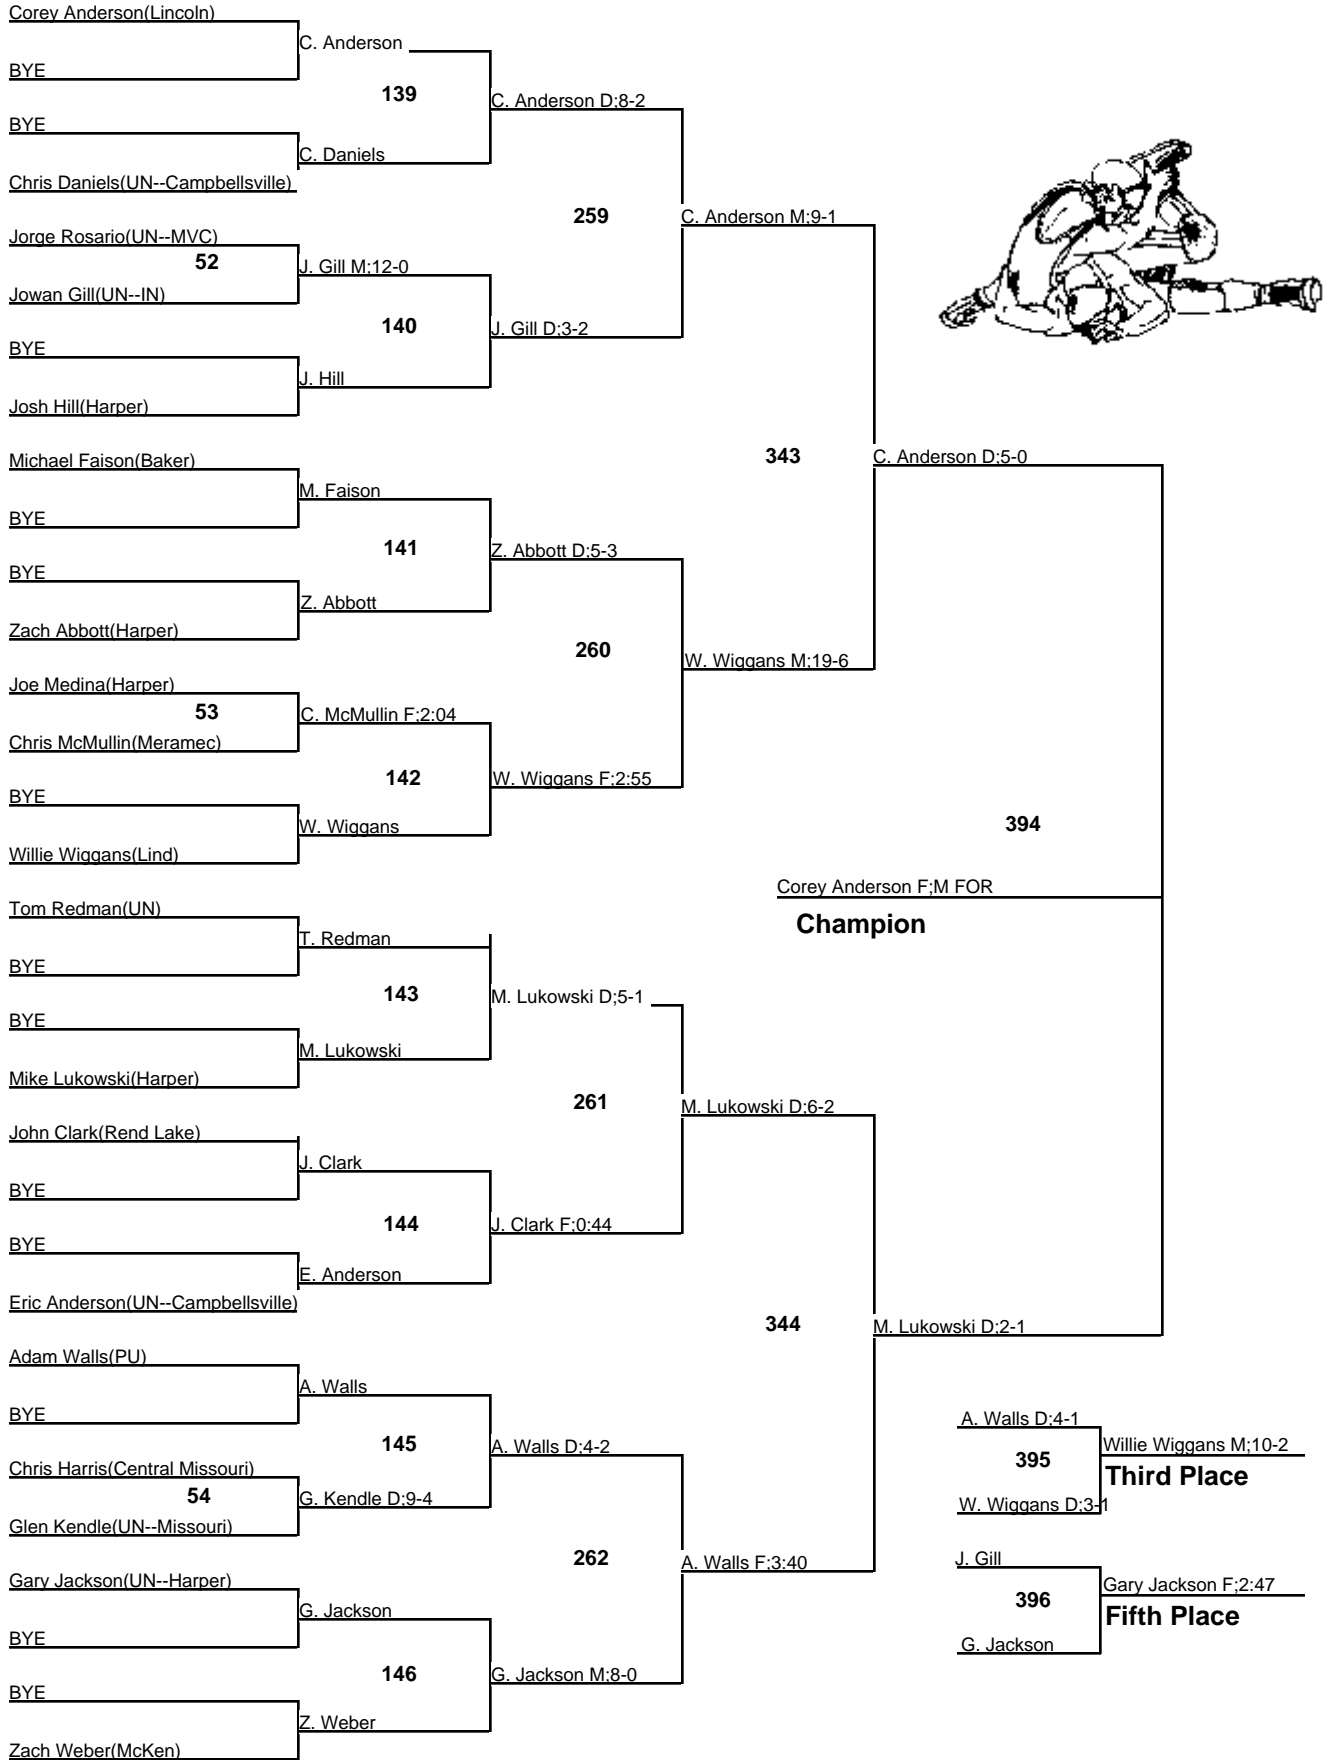 Corey Anderson(Lincoln)
C. Anderson
BYE
139
C. Anderson D;8-2
BYE
C. Daniels
Chris Daniels(UN--Campbellsville)
259
C. Anderson M;9-1
Jorge Rosario(UN--MVC)
52
J. Gill M;12-0
Jowan Gill(UN--IN)
140
J. Gill D;3-2
BYE
J. Hill
Josh Hill(Harper)
343
C. Anderson D;5-0
Michael Faison(Baker)
M. Faison
BYE
141
Z. Abbott D;5-3
BYE
Z. Abbott
Zach Abbott(Harper)
260
W. Wiggans M;19-6
Joe Medina(Harper)
53
C. McMullin F;2:04
Chris McMullin(Meramec)
142
W. Wiggans F;2:55
BYE
W. Wiggans
Willie Wiggans(Lind)
394
Corey Anderson F;M FOR
Champion
Tom Redman(UN)
T. Redman
BYE
143
M. Lukowski D;5-1
BYE
M. Lukowski
Mike Lukowski(Harper)
261
M. Lukowski D;6-2
John Clark(Rend Lake)
J. Clark
BYE
144
J. Clark F;0:44
BYE
E. Anderson
Eric Anderson(UN--Campbellsville)
344
M. Lukowski D;2-1
Adam Walls(PU)
A. Walls
BYE
145
A. Walls D;4-2
Chris Harris(Central Missouri)
54
G. Kendle D;9-4
Glen Kendle(UN--Missouri)
262
A. Walls F;3:40
Gary Jackson(UN--Harper)
G. Jackson
BYE
146
G. Jackson M;8-0
BYE
Z. Weber
Zach Weber(McKen)
A. Walls D;4-1
395
Willie Wiggans M;10-2
Third Place
W. Wiggans D;3-1
J. Gill
396
Gary Jackson F;2:47
Fifth Place
G. Jackson